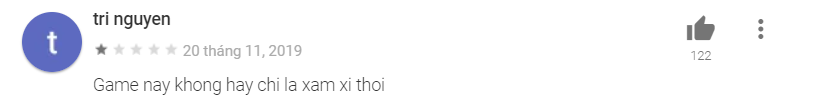 t
tri nguyen
20 tháng 11, 2019
122
Game nay khong hay chi la xam xi thoi